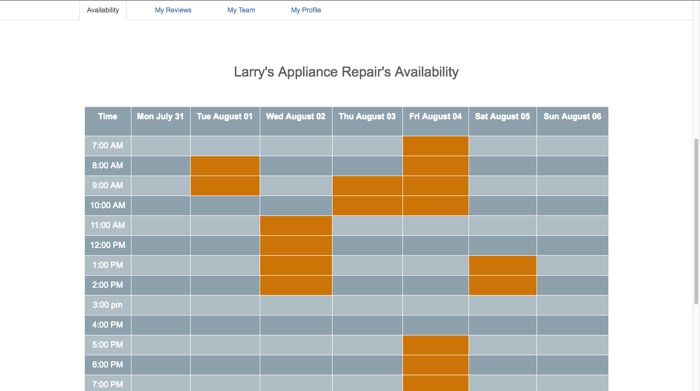 Availability My Reviews My Team My Profile
Larry's Appliance Repair's Availability
Time Mon July 31 Tue August 01 Wed August 02 Thu August 03 Fri August 04 Sat August 05 Sun August 06
7:00 AM
8:00 AM
9:00 AM
10:00 AM
11:00 AM
12:00 PM
1:00 PM
2:00 PM
3:00 pm
4:00 PM
5:00 PM
6:00 PM
7:00 PM